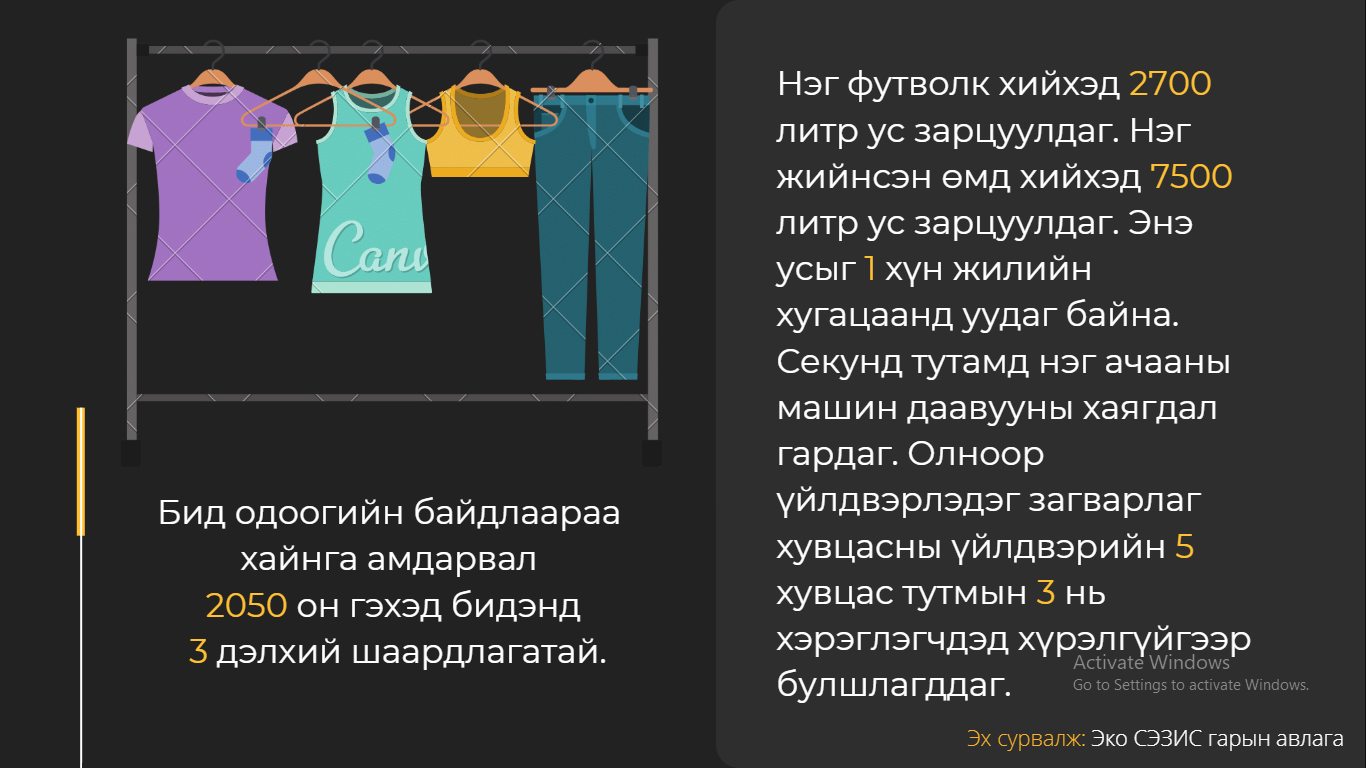 Canv
Бид одоогийн байдлаараа
хайнга амдарвал
2050 он гэхэд бидэнд
3 дэлхий шаардлагатай.
Нэг футволк хийхэд 2700
литр ус зарцуулдаг. Нэг
жийнсэн өмд хийхэд 7500
литр ус зарцуулдаг. Энэ
усыг 1 хүн жилийн
хугацаанд уудаг байна.
Секунд тутамд нэг ачааны
машин даавууны хаягдал
гардаг. Олноор
үйлдвэрлэдэг загварлаг
хувцасны үйлдвэрийн 5
хувцас тутмын 3 нь
хэрэглэгчдэд хүрэлгүйгээр
булшлагддаг.
Activate Windows
Go to Settings to activate Windows.
Эх сурвалж: Эко СЭЗИС гарын авлага